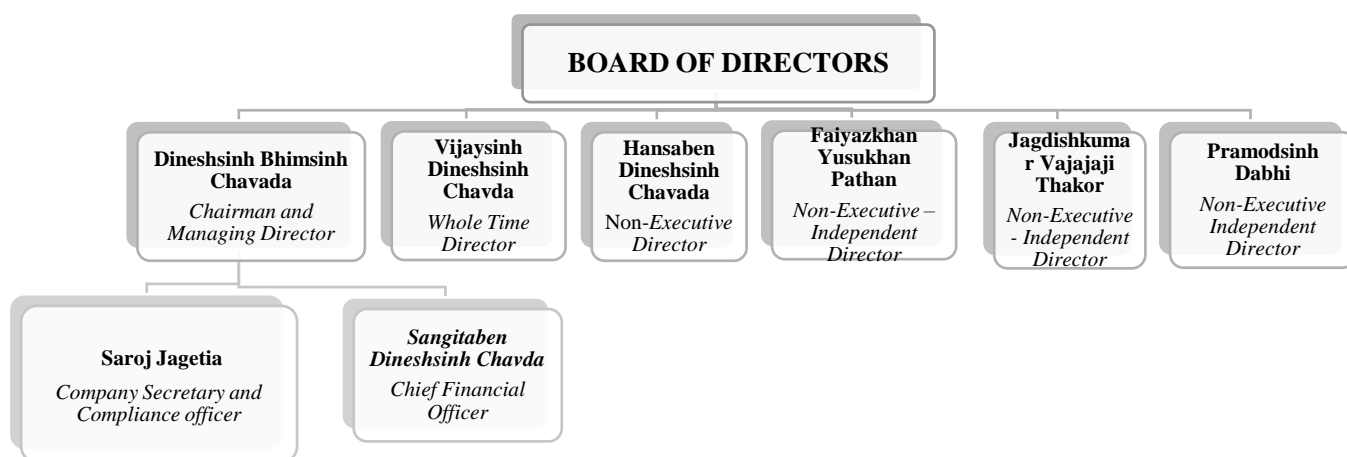 BOARD OF DIRECTORS
Dineshsinh Bhimsinh
Chavada
Chairman and
Managing Director
Vijaysinh
Dineshsinh
Chavda
Whole Time
Director
Hansaben
Dineshsinh
Chavada
Non-Executive
Director
Faiyazkhan
Yusukhan
Pathan
Non-Executive –
Independent
Director
Jagdishkuma
r Vajajaji
Thakor
Non-Executive
- Independent
Director
Pramodsinh
Dabhi
Non-Executive
Independent
Director
Saroj Jagetia
Company Secretary and
Compliance officer
Sangitaben
Dineshsinh Chavda
Chief Financial
Officer